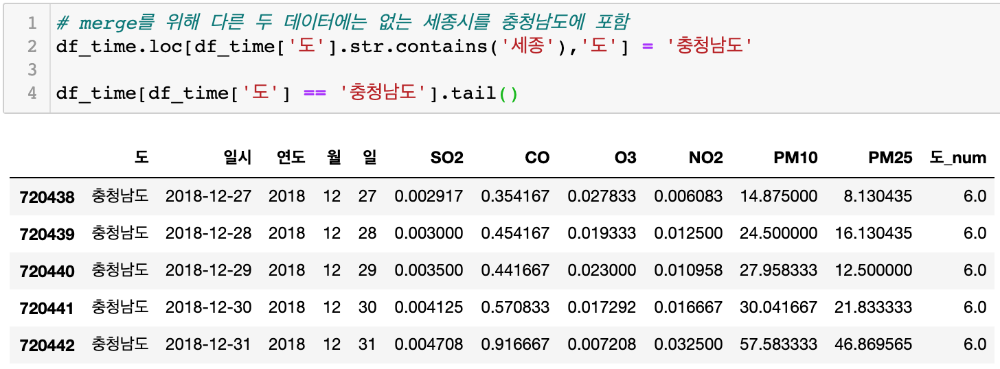 1 # merge를 위해 다른 두 데이터에는 없는 세종시를 충청남도에 포함
2 df_time.loc[df_time['도'].str.contains('세종'),'도'] = '충청남도'
3
4 df_time[df_time['도'] == '충청남도'].tail()
도 일시 연도 월 일 SO2 CO O3 NO2 PM10 PM25 도_num
720438 충청남도 2018-12-27 2018 12 27 0.002917 0.354167 0.027833 0.006083 14.875000 8.130435 6.0
720439 충청남도 2018-12-28 2018 12 28 0.003000 0.454167 0.019333 0.012500 24.500000 16.130435 6.0
720440 충청남도 2018-12-29 2018 12 29 0.003500 0.441667 0.023000 0.010958 27.958333 12.500000 6.0
720441 충청남도 2018-12-30 2018 12 30 0.004125 0.570833 0.017292 0.016667 30.041667 21.833333 6.0
720442 충청남도 2018-12-31 2018 12 31 0.004708 0.916667 0.007208 0.032500 57.583333 46.869565 6.0